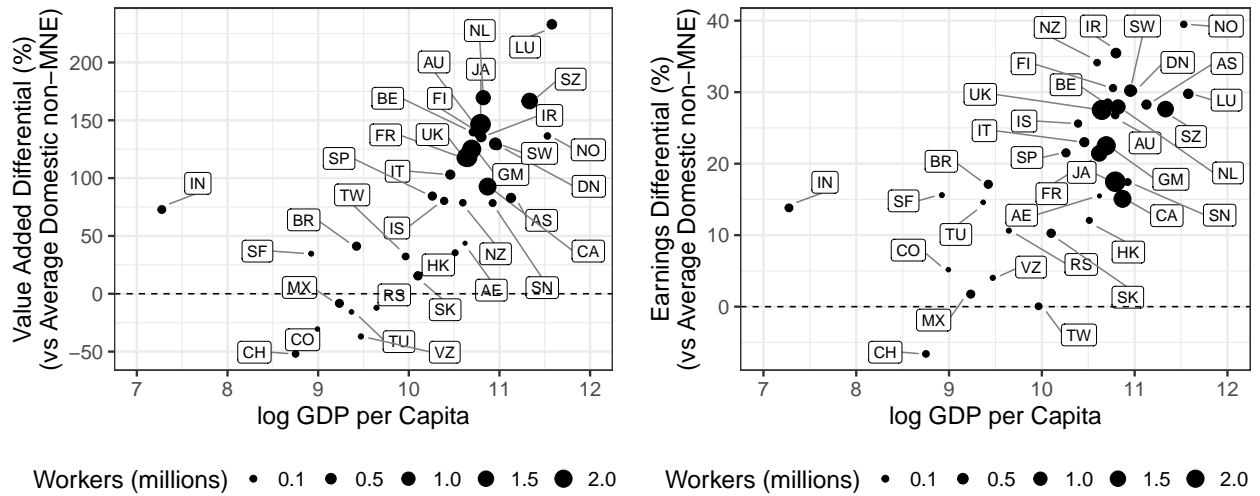 Value Added Differential (%)
(vs Average Domestic non−MNE)
200
150
100
50
0
−50
NL
LU
AU
JA
SZ
BE
FI
IR
FR
UK
NO
SW
SP
IT
GM
DN
IN
TW
IS
AS
BR
NZ
CA
SF
HK
MX
RS
AE
SN
SK
CO
TU
CH
VZ
7 8 9 10 11 12
log GDP per Capita
Workers (millions) 0.1 0.5 1.0 1.5 2.0
Earnings Differential (%)
(vs Average Domestic non−MNE)
40
30
20
10
0
NZ
IR
SW
NO
FI
DN
AS
BE
UK
LU
IS
IT
AU
SZ
SP
BR
JA
GM
NL
IN
SF
FR
AE
CA
SN
TU
HK
CO
VZ
RS
SK
MX
TW
CH
7 8 9 10 11 12
log GDP per Capita
Workers (millions) 0.1 0.5 1.0 1.5 2.0